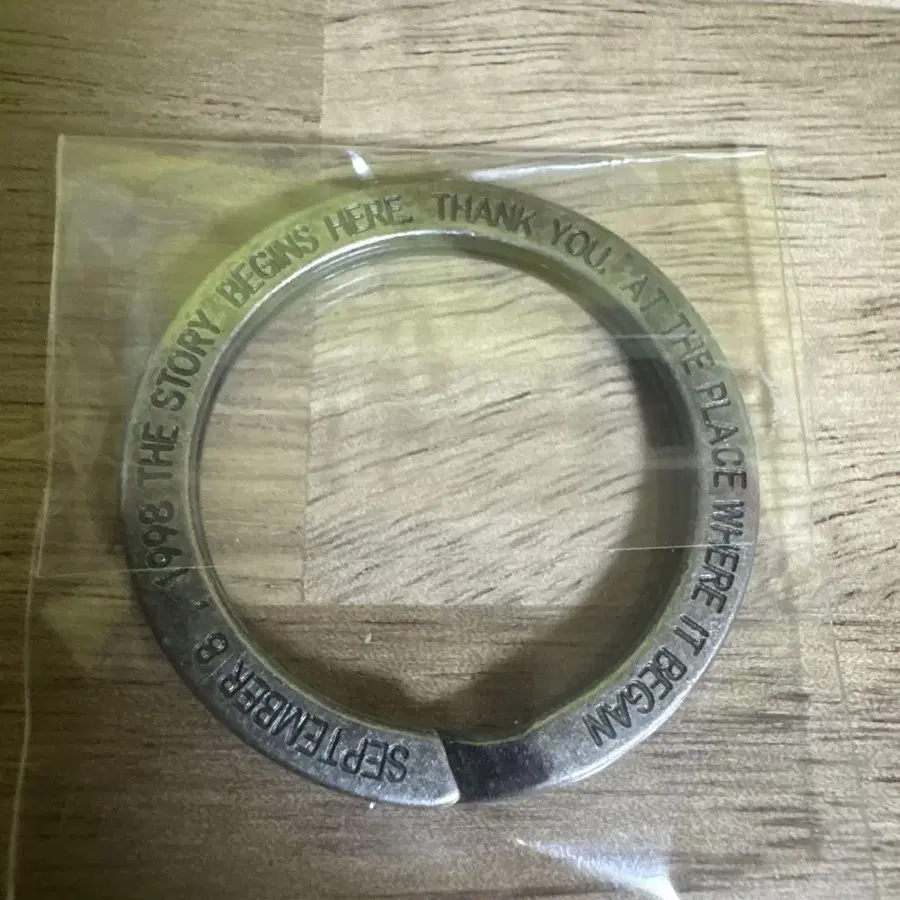 SEPTEMBER 8, 1998 THE STORY BEGINS HERE. THANK YOU. "AT THE PLACE WHERE IT BEGAN